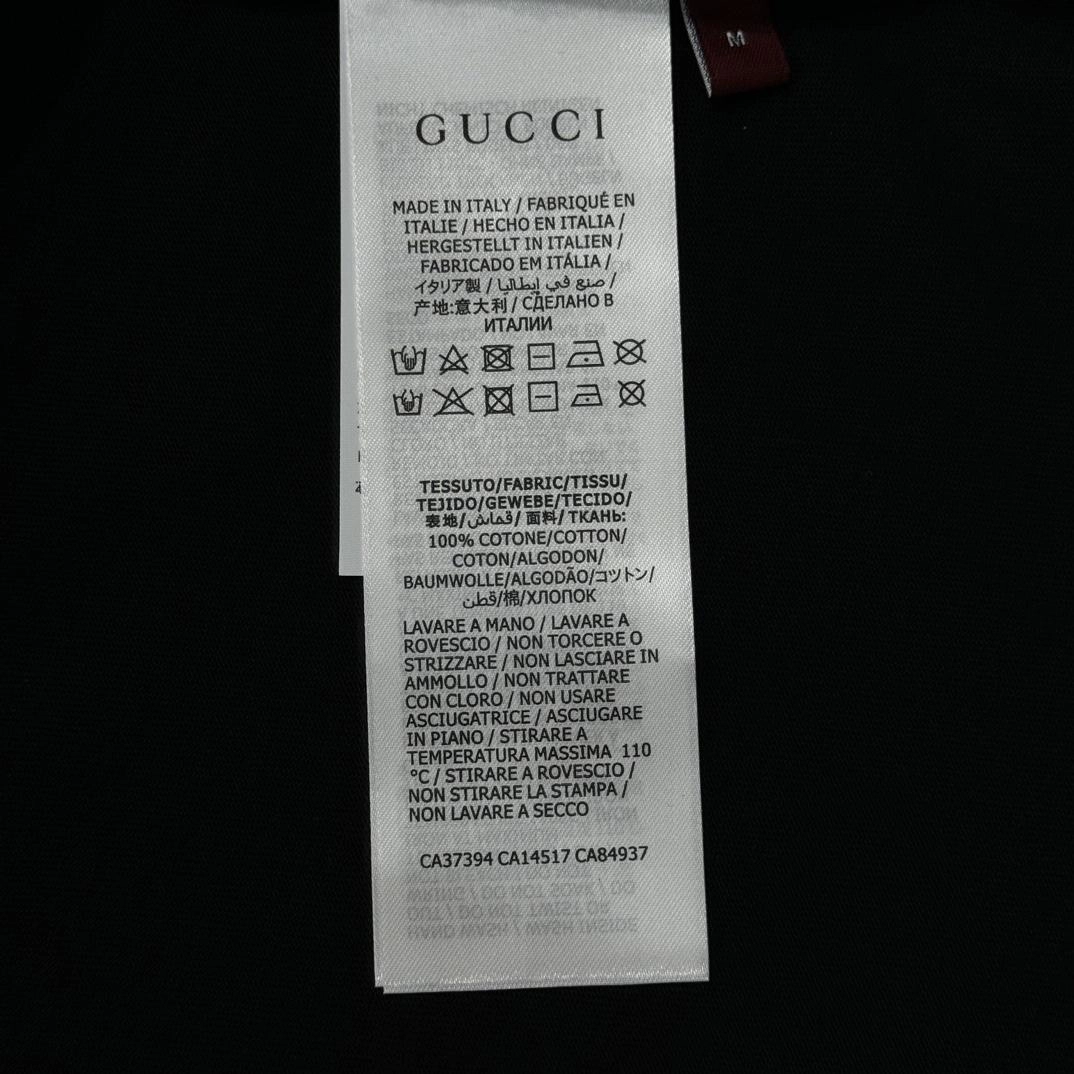 M
GUCCI
MADE IN ITALY / FABRIQUÉ EN
ITALIE / HECHO EN ITALIA /
HERGESTELLT IN ITALIEN /
FABRICADO EM ITÁLIA /
イタリア製 / صنع في إيطاليا /
产地:意大利 / СДЕЛАНО В
ИТАЛИИ
TESSUTO/FABRIC/TISSU/
TEJIDO/GEWEBE/TECIDO/
表地/قماش/ 面料/ ТКАНЬ:
100% COTONE/COTTON/
COTON/ALGODON/
BAUMWOLLE/ALGODÃO/コットン/
قطن/棉/ХЛОПОК
LAVARE A MANO / LAVARE A
ROVESCIO / NON TORCERE O
STRIZZARE / NON LASCIARE IN
AMMOLLO / NON TRATTARE
CON CLORO / NON USARE
ASCIUGATRICE / ASCIUGARE
IN PIANO / STIRARE A
TEMPERATURA MASSIMA 110
°C / STIRARE A ROVESCIO /
NON STIRARE LA STAMPA /
NON LAVARE A SECCO
CA37394 CA14517 CA84937